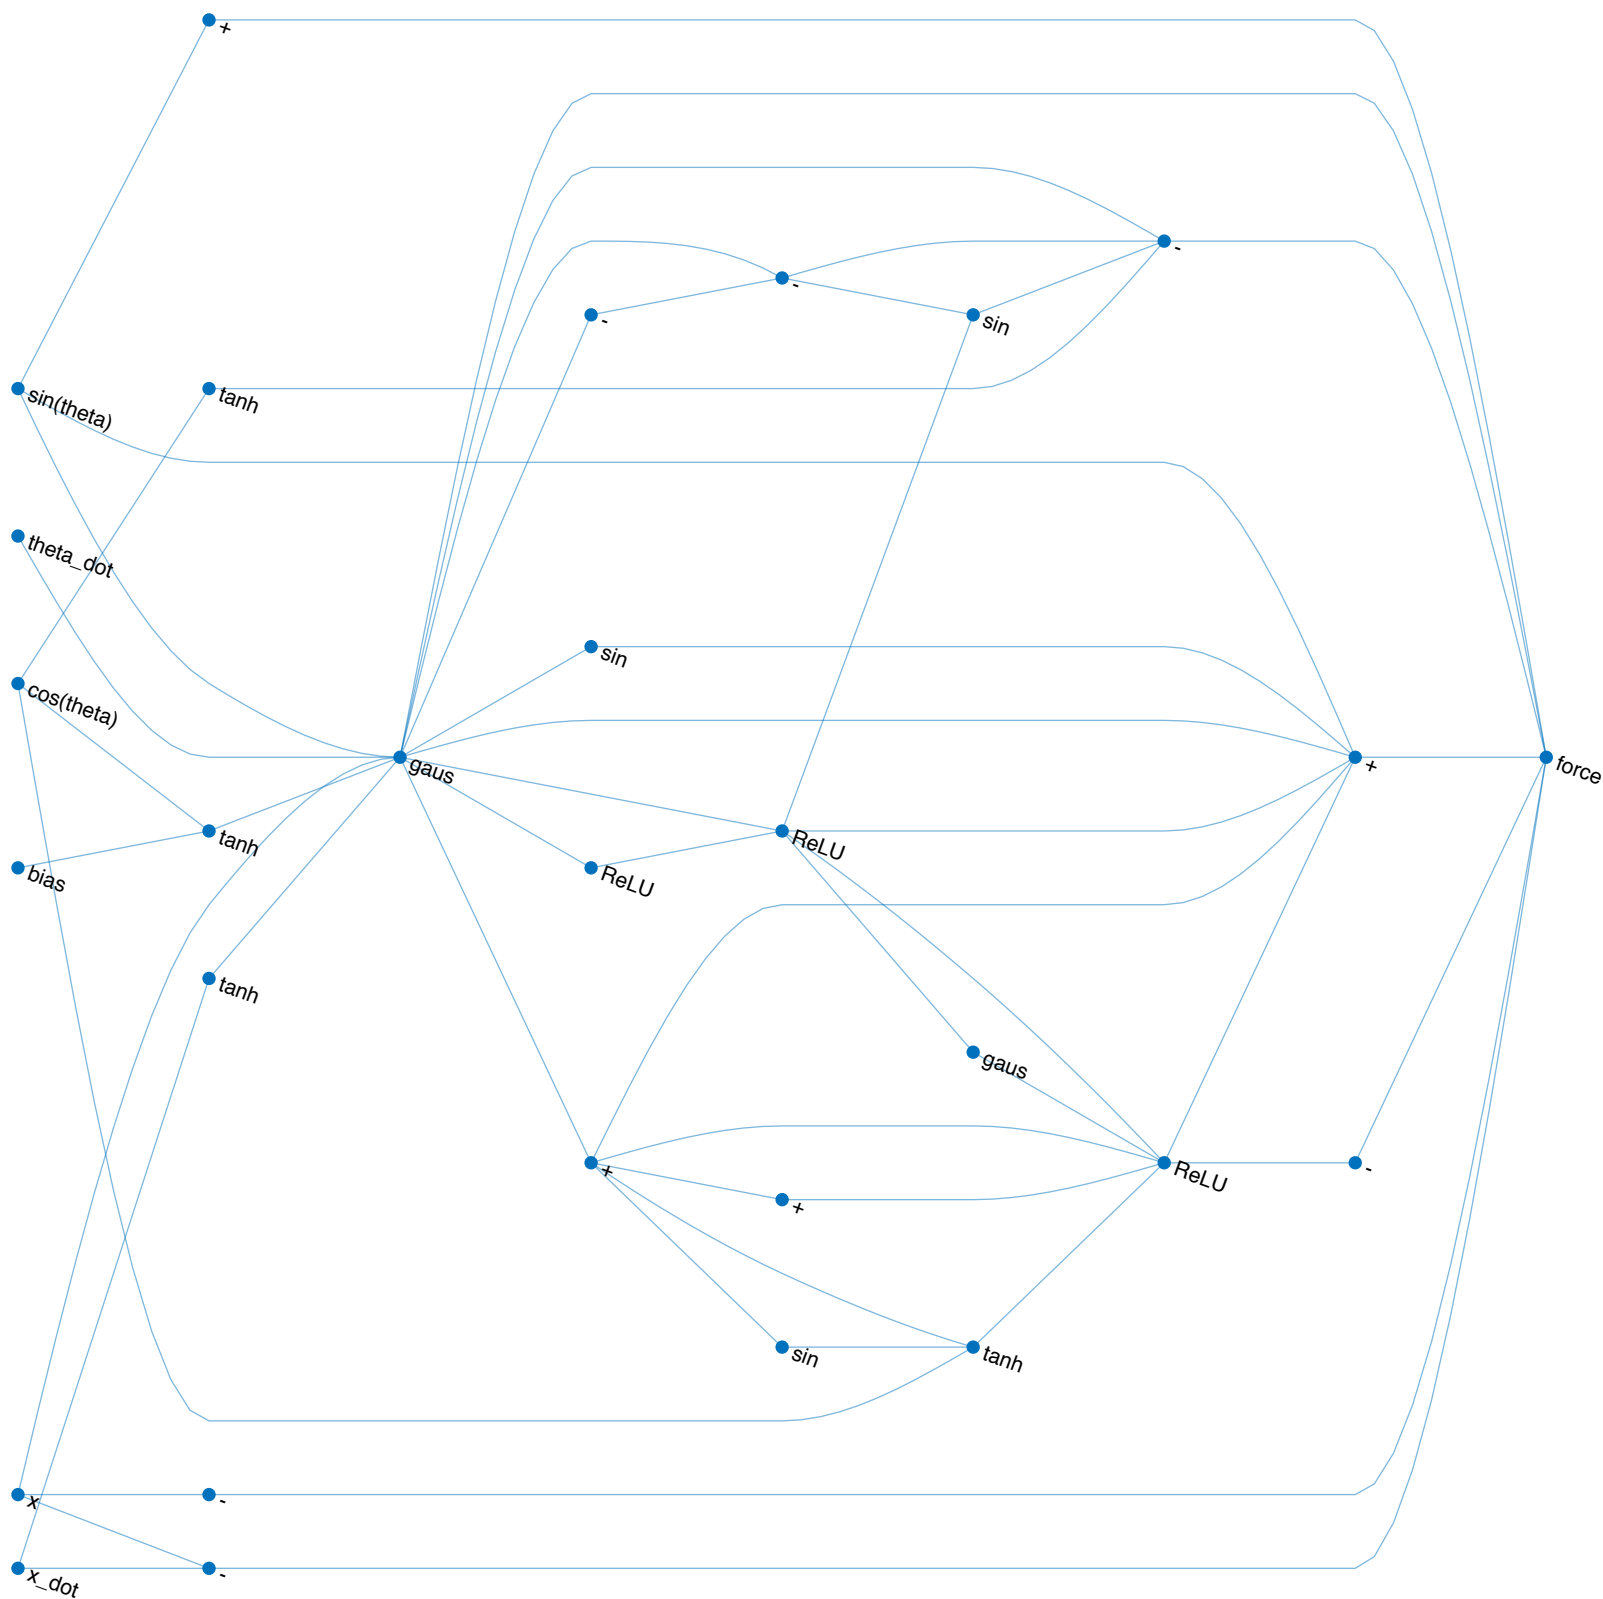 +
-
-
-
sin
sin(theta)
tanh
theta_dot
sin
cos(theta)
gaus
+
force
tanh
ReLU
bias
ReLU
tanh
gaus
+
ReLU
-
+
sin
tanh
x
-
x_dot
-